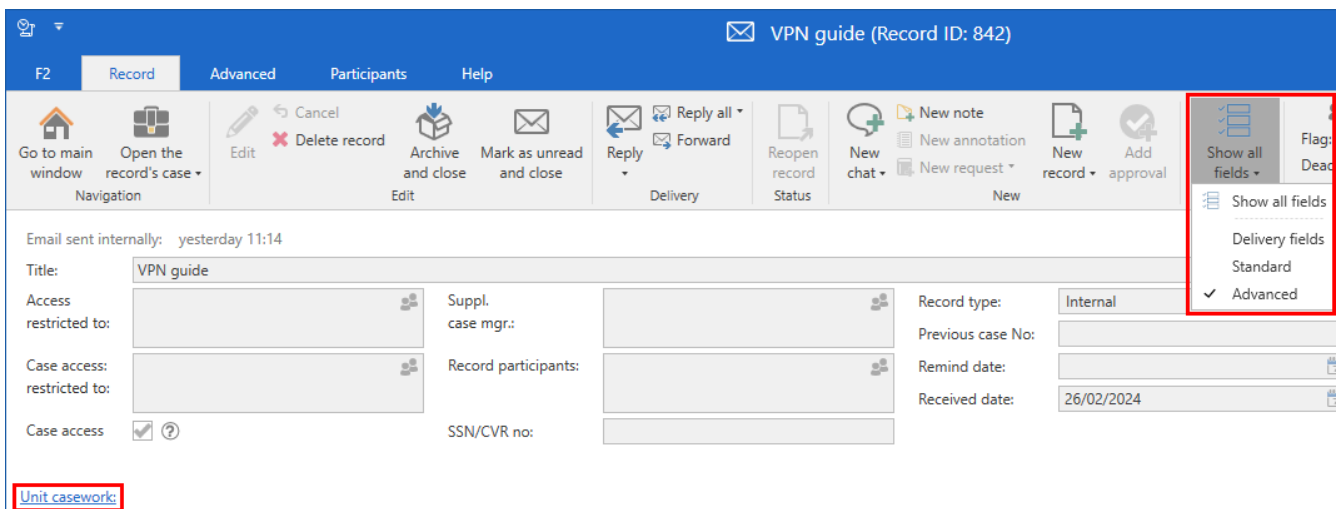 VPN guide (Record ID: 842)
F2 Record Advanced Participants Help
Go to main window
Open the record's case
Navigation
Edit
Cancel
Delete record
Archive and close
Mark as unread and close
Edit
Reply
Reply all
Forward
Delivery
Reopen record
Status
New chat
New note
New annotation
New request
New record
Add approval
New
Show all fields
Flag:
Show all fields
Delivery fields
Standard
Advanced
Email sent internally: yesterday 11:14
Title: VPN guide
Access restricted to:
Suppl. case mgr.:
Record type: Internal
Previous case No:
Case access: restricted to:
Record participants:
Remind date:
Received date: 26/02/2024
Case access
SSN/CVR no:
Unit casework: